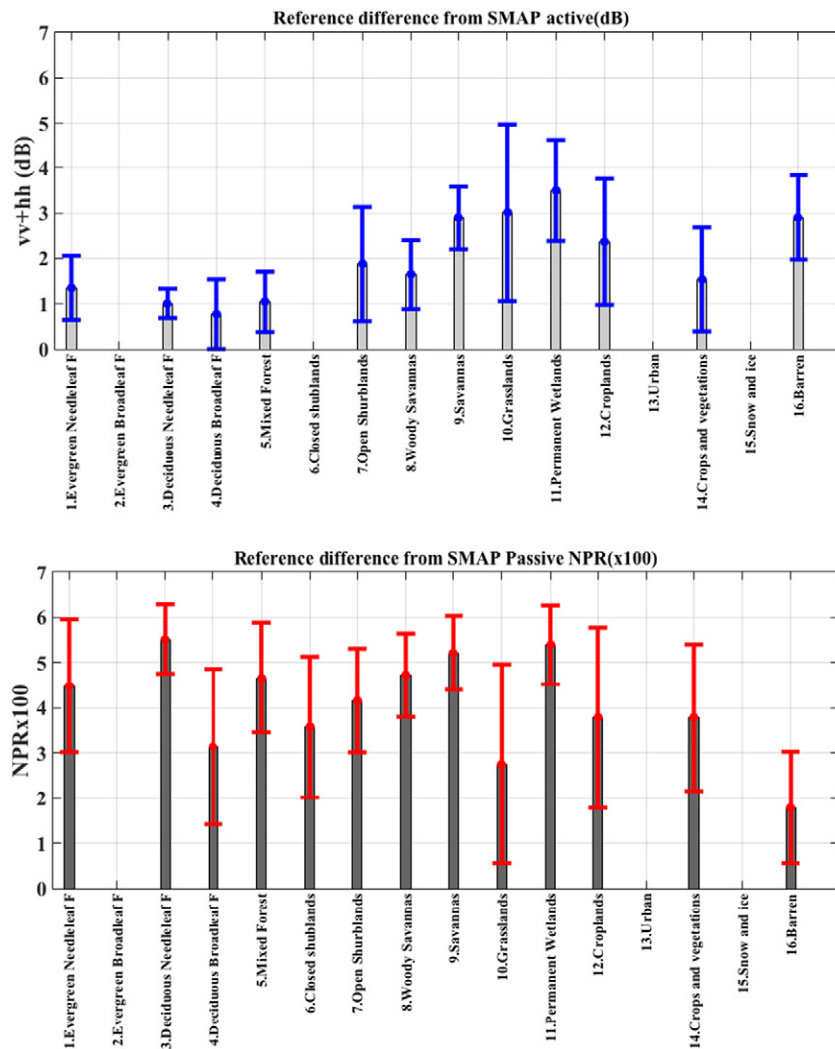 Reference difference from SMAP active(dB)
7
6
5
4
3
2
1
0
vv+hh (dB)
1.Evergreen Needleleaf F
2.Evergreen Broadleaf F
3.Deciduous Needleleaf F
4.Deciduous Broadleaf F
5.Mixed Forest
6.Closed shublands
7.Open Shurblands
8.Woody Savannas
9.Savannas
10.Grasslands
11.Permanent Wetlands
12.Croplands
13.Urban
14.Crops and vegetations
15.Snow and ice
16.Barren
Reference difference from SMAP Passive NPR(x100)
7
6
5
4
3
2
1
0
NPRx100
1.Evergreen Needleleaf F
2.Evergreen Broadleaf F
3.Deciduous Needleleaf F
4.Deciduous Broadleaf F
5.Mixed Forest
6.Closed shublands
7.Open Shurblands
8.Woody Savannas
9.Savannas
10.Grasslands
11.Permanent Wetlands
12.Croplands
13.Urban
14.Crops and vegetations
15.Snow and ice
16.Barren